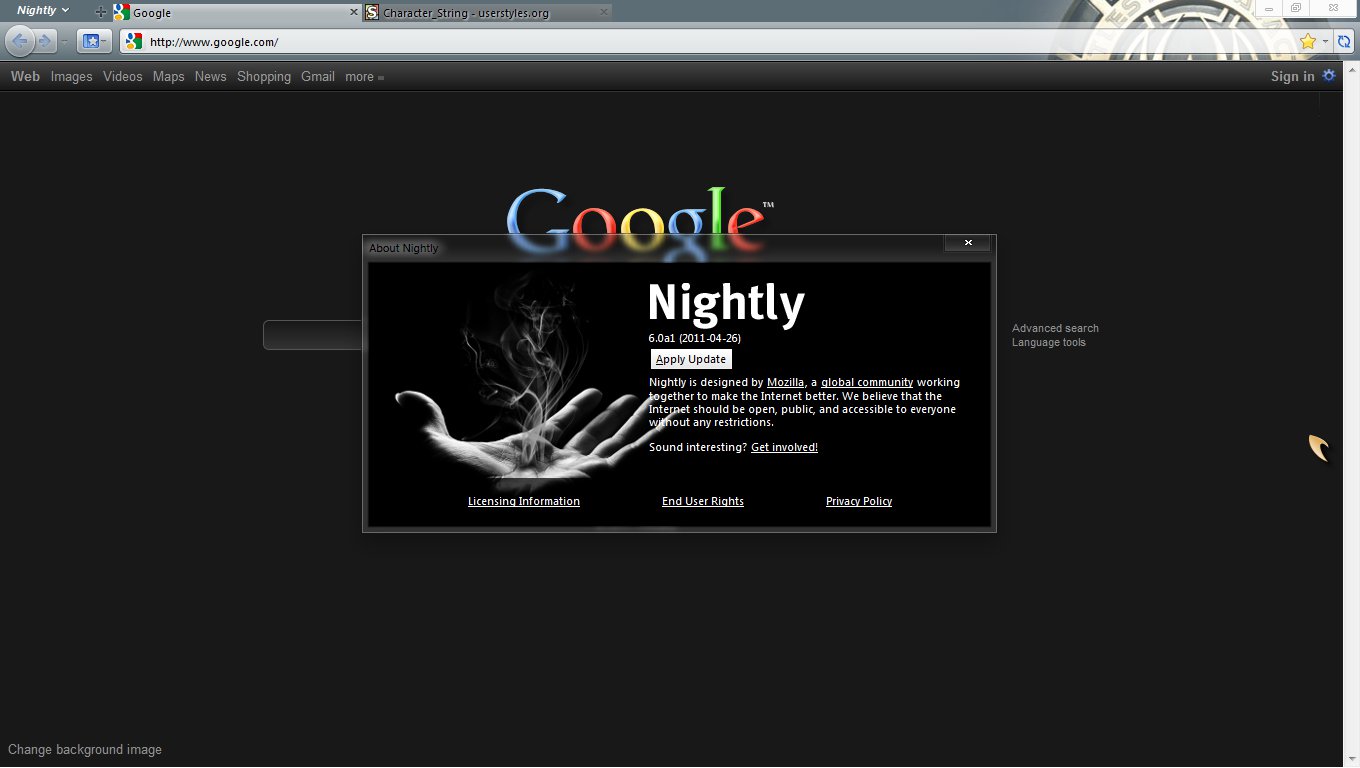 Nightly
Google
Character_String - userstyles.org
http://www.google.com/
Web Images Videos Maps News Shopping Gmail more
Sign in
Google™
About Nightly
Nightly
6.0a1 (2011-04-26)
Apply Update
Nightly is designed by Mozilla, a global community working
together to make the Internet better. We believe that the
Internet should be open, public, and accessible to everyone
without any restrictions.
Sound interesting? Get involved!
Licensing Information End User Rights Privacy Policy
Advanced search
Language tools
Change background image